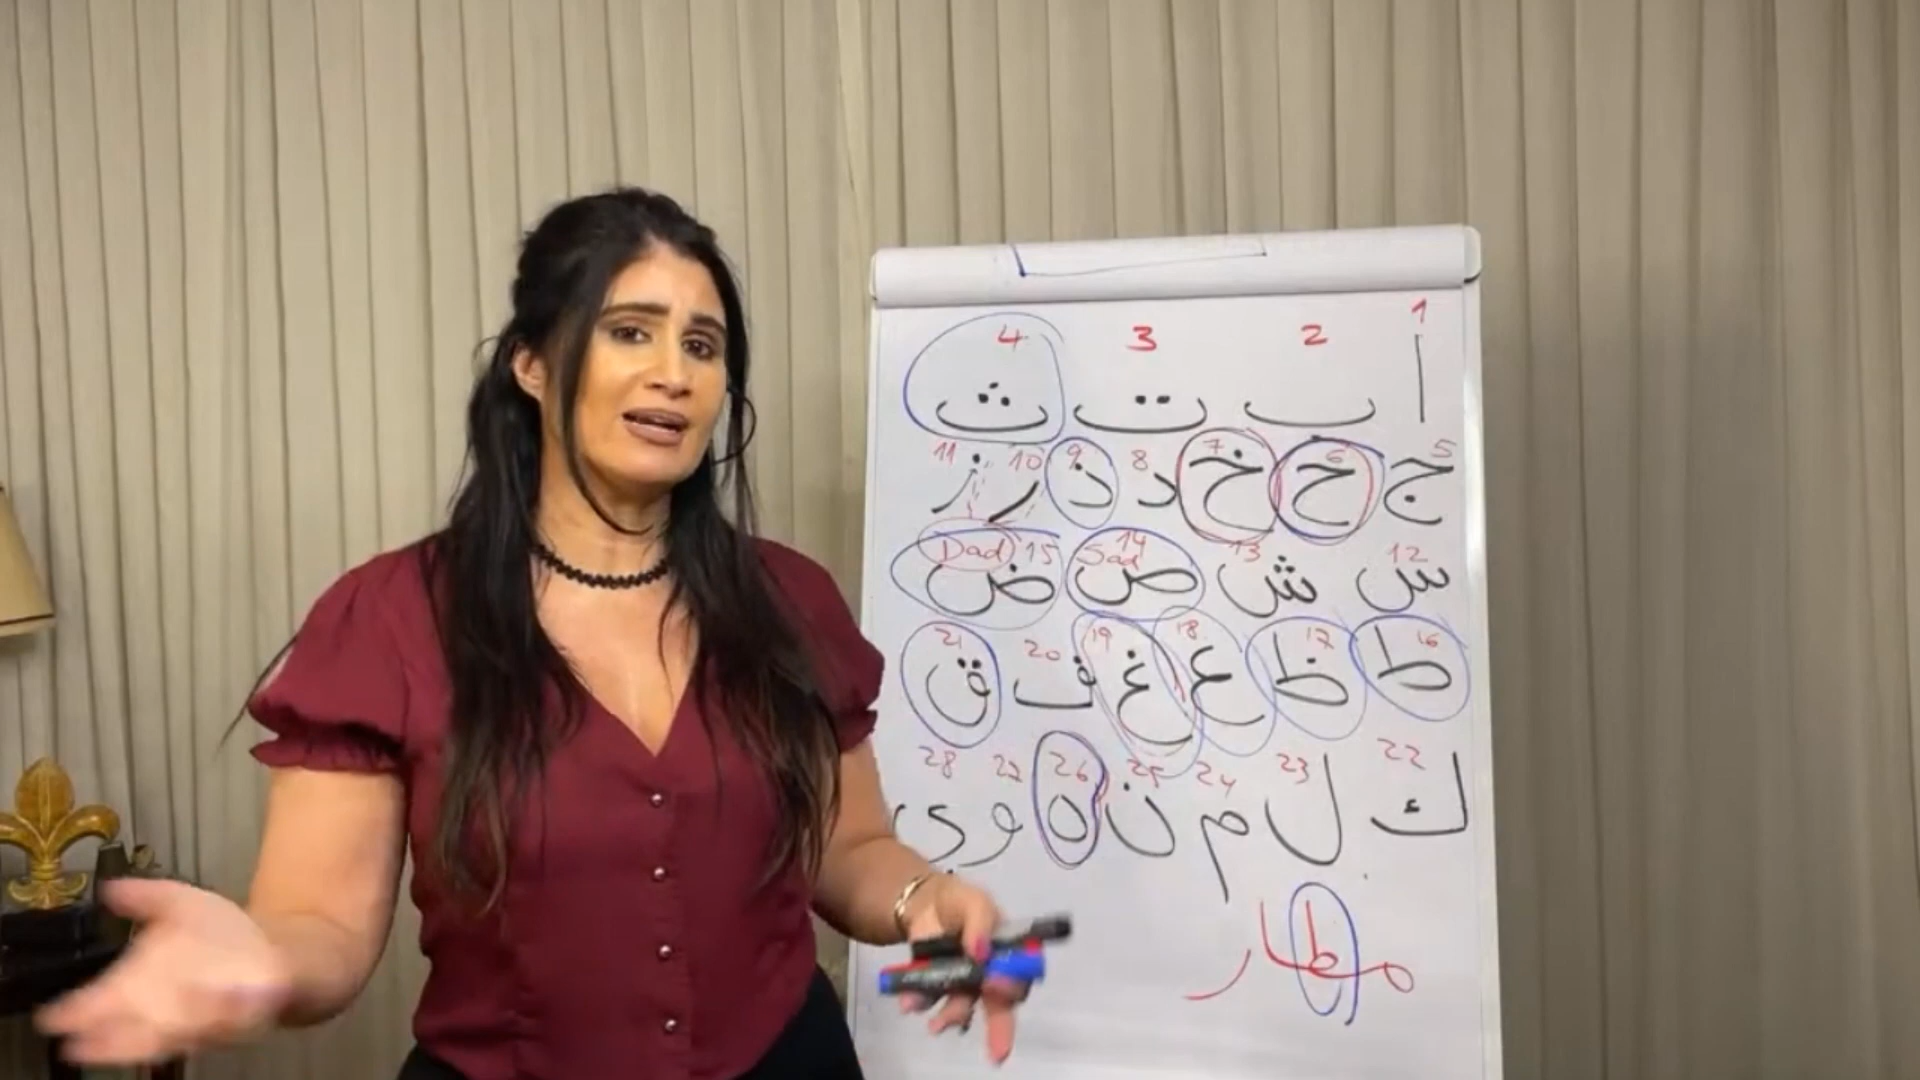 1 2 3 4
ا ب ت ث
5 6 7 8 9 10 11
ج ح خ د ذ ر ز
12 13 14 Sad 15 Dad
س ش ص ض
16 17 18 19 20 21
ط ظ ع غ ف ق
22 23 24 25 26 27 28
ك ل م ن ه و ي
مطار